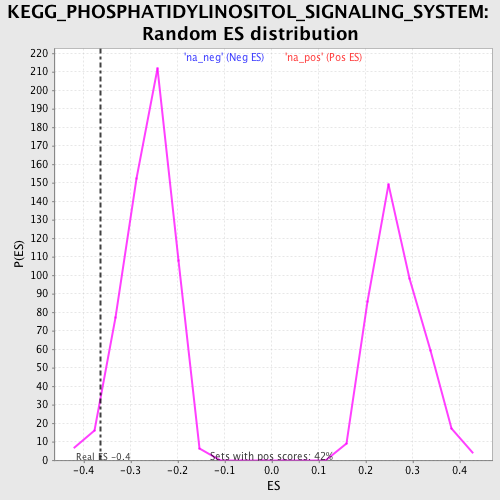 KEGG_PHOSPHATIDYLINOSITOL_SIGNALING_SYSTEM:
Random ES distribution
'na_neg' (Neg ES) 'na_pos' (Pos ES)
220
210
200
190
180
170
160
150
140
130
120
110
100
90
80
70
60
50
40
30
20
10
0
P(ES)
Real ES -0.4
Sets with pos scores: 42%
-0.4 -0.3 -0.2 -0.1 0.0 0.1 0.2 0.3 0.4
ES